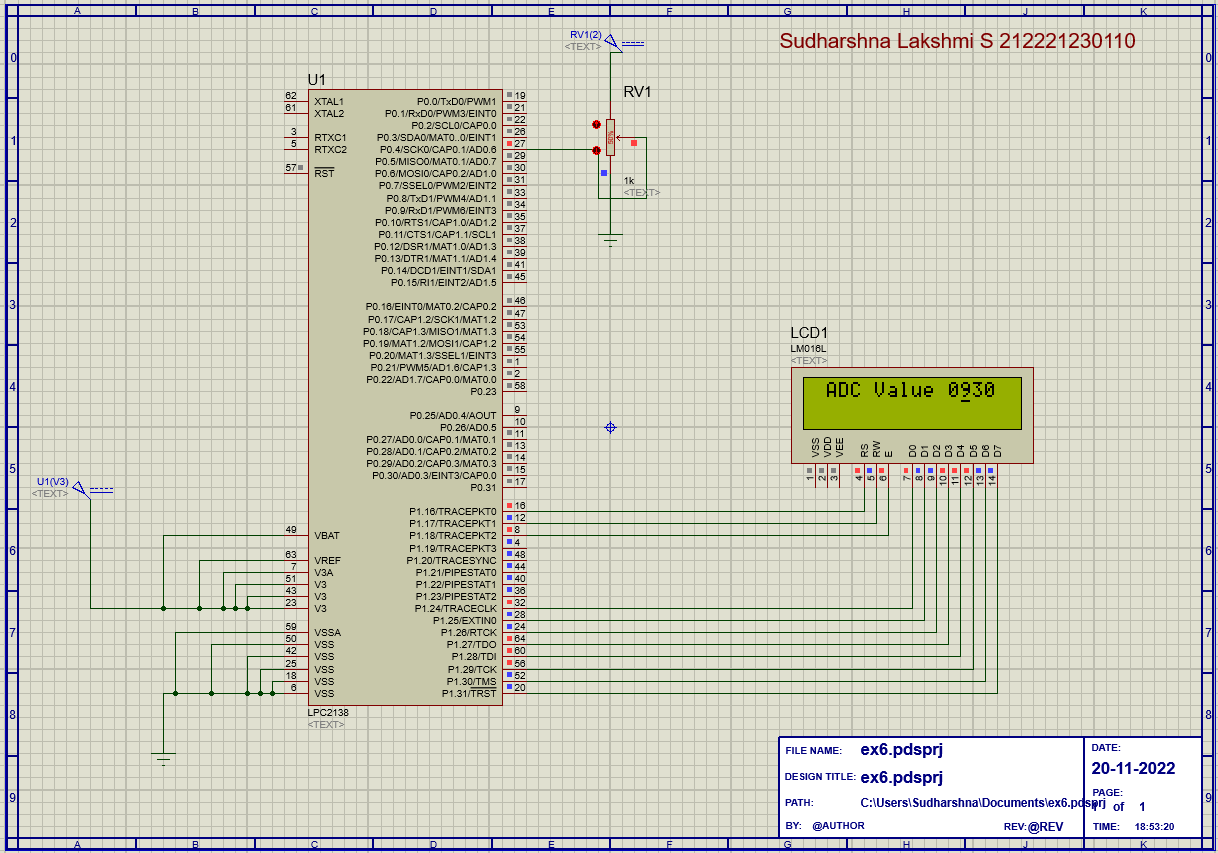 A B C D E F G H J K
0 0
1 1
2 2
3 3
4 4
5 5
6 6
7 7
8 8
9 9
Sudharshna Lakshmi S 212221230110
RV1(2)
<TEXT>
RV1
50%
1k
<TEXT>
U1
62 XTAL1
61 XTAL2
3 RTXC1
5 RTXC2
57 RST
49 VBAT
63 VREF
7 V3A
51 V3
43 V3
23 V3
59 VSSA
50 VSS
42 VSS
25 VSS
18 VSS
6 VSS
P0.0/TxD0/PWM1 19
P0.1/RxD0/PWM3/EINT0 21
P0.2/SCL0/CAP0.0 22
P0.3/SDA0/MAT0..0/EINT1 26
P0.4/SCK0/CAP0.1/AD0.6 27
P0.5/MISO0/MAT0.1/AD0.7 29
P0.6/MOSI0/CAP0.2/AD1.0 30
P0.7/SSEL0/PWM2/EINT2 31
P0.8/TxD1/PWM4/AD1.1 33
P0.9/RxD1/PWM6/EINT3 34
P0.10/RTS1/CAP1.0/AD1.2 35
P0.11/CTS1/CAP1.1/SCL1 37
P0.12/DSR1/MAT1.0/AD1.3 38
P0.13/DTR1/MAT1.1/AD1.4 39
P0.14/DCD1/EINT1/SDA1 41
P0.15/RI1/EINT2/AD1.5 45
P0.16/EINT0/MAT0.2/CAP0.2 46
P0.17/CAP1.2/SCK1/MAT1.2 47
P0.18/CAP1.3/MISO1/MAT1.3 53
P0.19/MAT1.2/MOSI1/CAP1.2 54
P0.20/MAT1.3/SSEL1/EINT3 55
P0.21/PWM5/AD1.6/CAP1.3 1
P0.22/AD1.7/CAP0.0/MAT0.0 2
P0.23 58
P0.25/AD0.4/AOUT 9
P0.26/AD0.5 10
P0.27/AD0.0/CAP0.1/MAT0.1 11
P0.28/AD0.1/CAP0.2/MAT0.2 13
P0.29/AD0.2/CAP0.3/MAT0.3 14
P0.30/AD0.3/EINT3/CAP0.0 15
P0.31 17
P1.16/TRACEPKT0 16
P1.17/TRACEPKT1 12
P1.18/TRACEPKT2 8
P1.19/TRACEPKT3 4
P1.20/TRACESYNC 48
P1.21/PIPESTAT0 44
P1.22/PIPESTAT1 40
P1.23/PIPESTAT2 36
P1.24/TRACECLK 32
P1.25/EXTIN0 28
P1.26/RTCK 24
P1.27/TDO 64
P1.28/TDI 60
P1.29/TCK 56
P1.30/TMS 52
P1.31/TRST 20
LPC2138
<TEXT>
U1(V3)
<TEXT>
LCD1
LM016L
<TEXT>
ADC Value 0930
VSS VDD VEE RS RW E D0 D1 D2 D3 D4 D5 D6 D7
1 2 3 4 5 6 7 8 9 10 11 12 13 14
FILE NAME: ex6.pdsprj
DESIGN TITLE: ex6.pdsprj
PATH: C:\Users\Sudharshna\Documents\ex6.pdsprj
BY: @AUTHOR REV:@REV
DATE:
20-11-2022
PAGE:
1 of 1
TIME: 18:53:20
A B C D E F G H J K